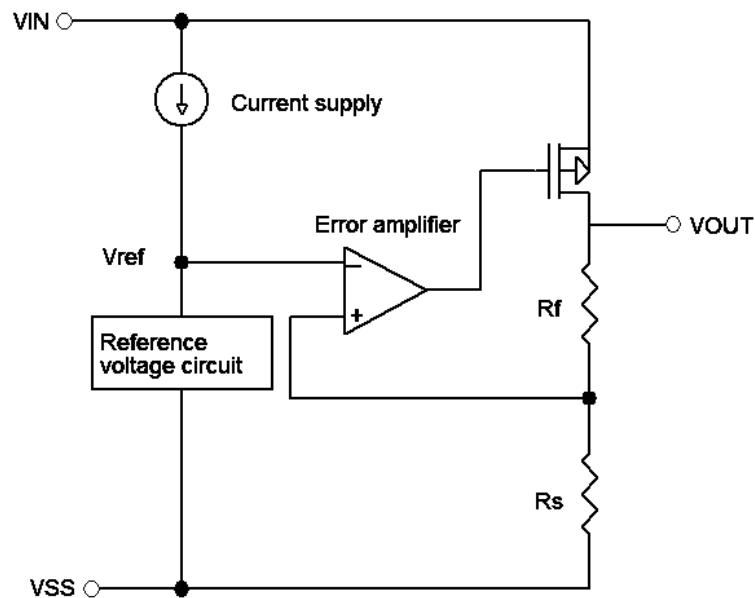 VIN
Current supply
Error amplifier
VOUT
Vref
−
+
Rf
Reference
voltage circuit
Rs
VSS